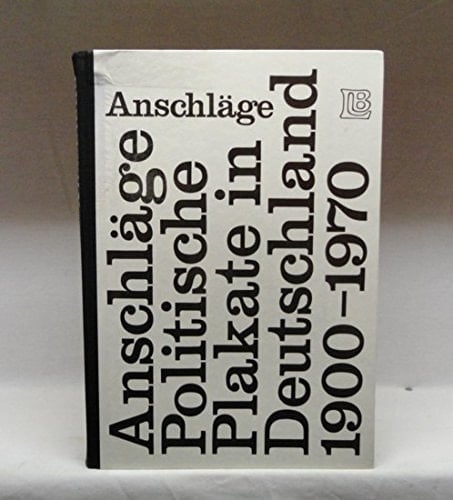 Anschläge
LB
Anschläge
Politische
Plakate in
Deutschland
1900–1970